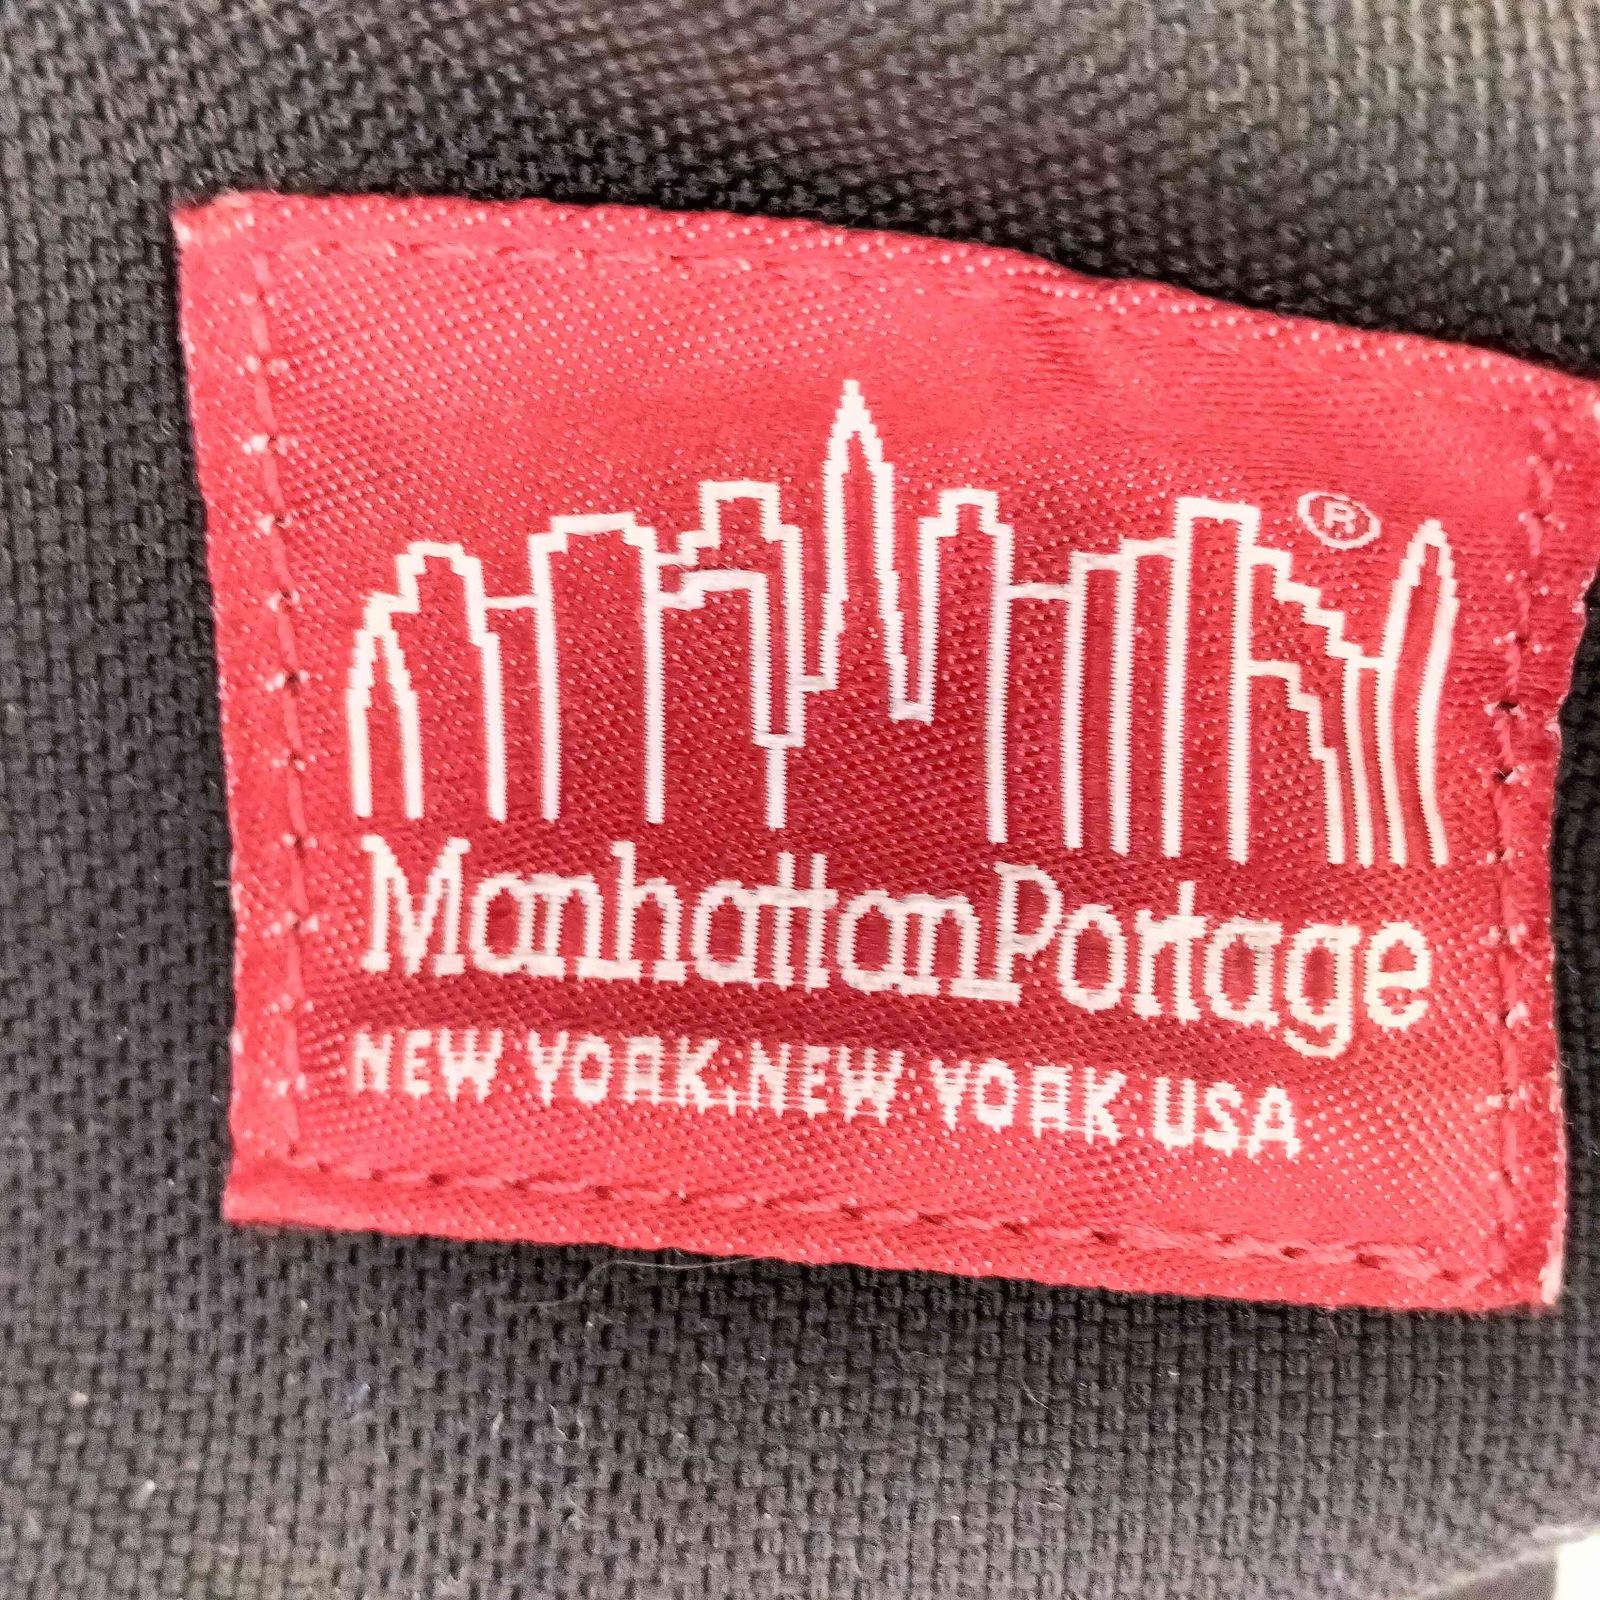 ®
ManhattanPortage
NEW YORK, NEW YORK USA